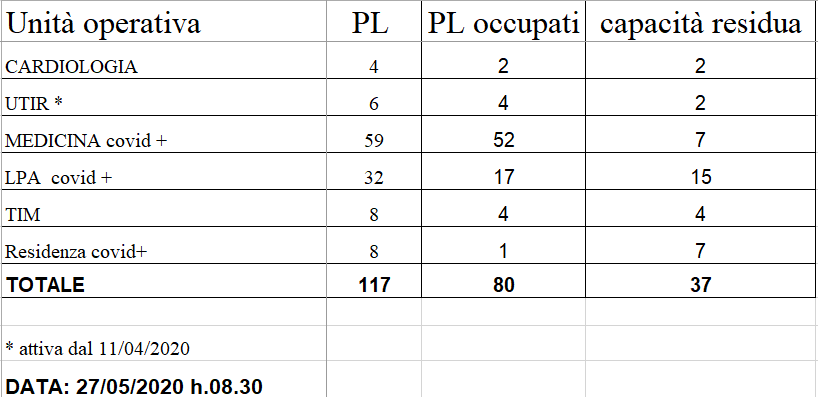 Unità operativa PL PL occupati capacità residua
CARDIOLOGIA 4 2 2
UTIR * 6 4 2
MEDICINA covid + 59 52 7
LPA covid + 32 17 15
TIM 8 4 4
Residenza covid+ 8 1 7
TOTALE 117 80 37
* attiva dal 11/04/2020
DATA: 27/05/2020 h.08.30